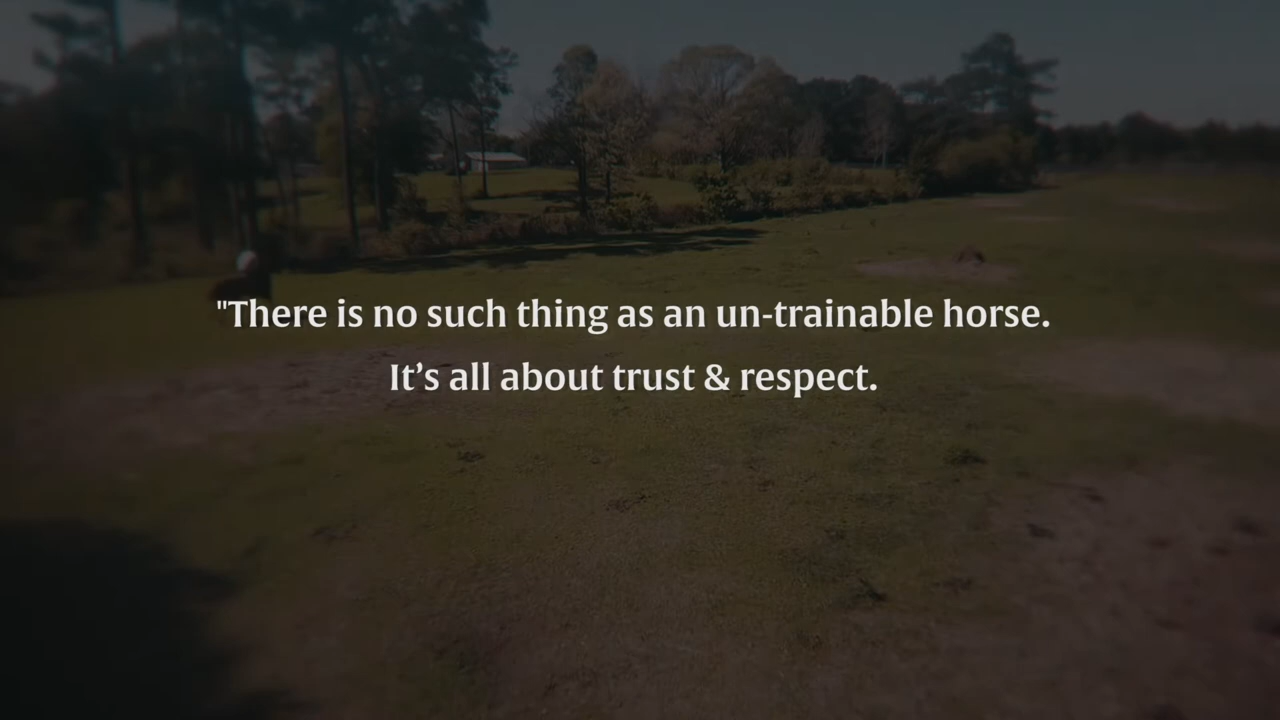 "There is no such thing as an un-trainable horse.
It’s all about trust & respect.